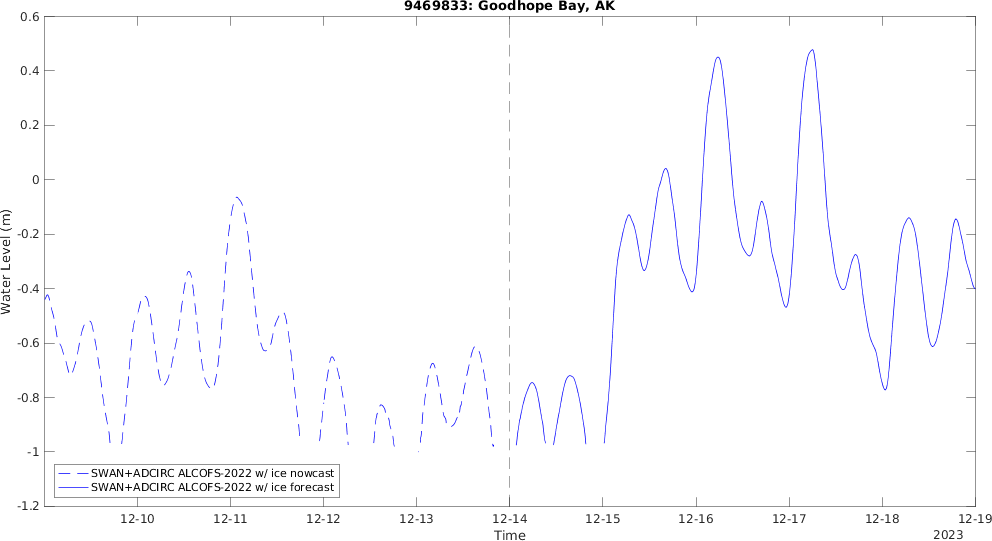 9469833: Goodhope Bay, AK
0.6
0.4
0.2
0
-0.2
-0.4
-0.6
-0.8
-1
-1.2
Water Level (m)
SWAN+ADCIRC ALCOFS-2022 w/ ice nowcast
SWAN+ADCIRC ALCOFS-2022 w/ ice forecast
12-10 12-11 12-12 12-13 12-14 12-15 12-16 12-17 12-18 12-19
Time
2023